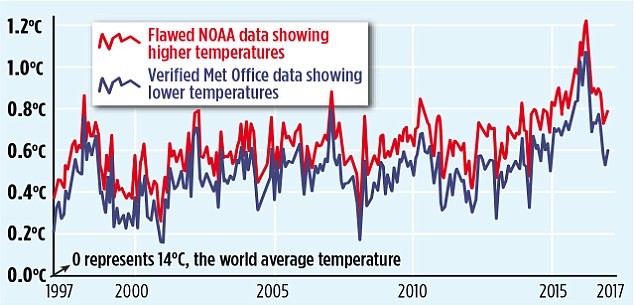 1.2°C
Flawed NOAA data showing
higher temperatures
1.0°C
Verified Met Office data showing
lower temperatures
0.8°C
0.6°C
0.4°C
0.2°C
0.0°C
0 represents 14°C, the world average temperature
1997 2000 2005 2010 2015 2017